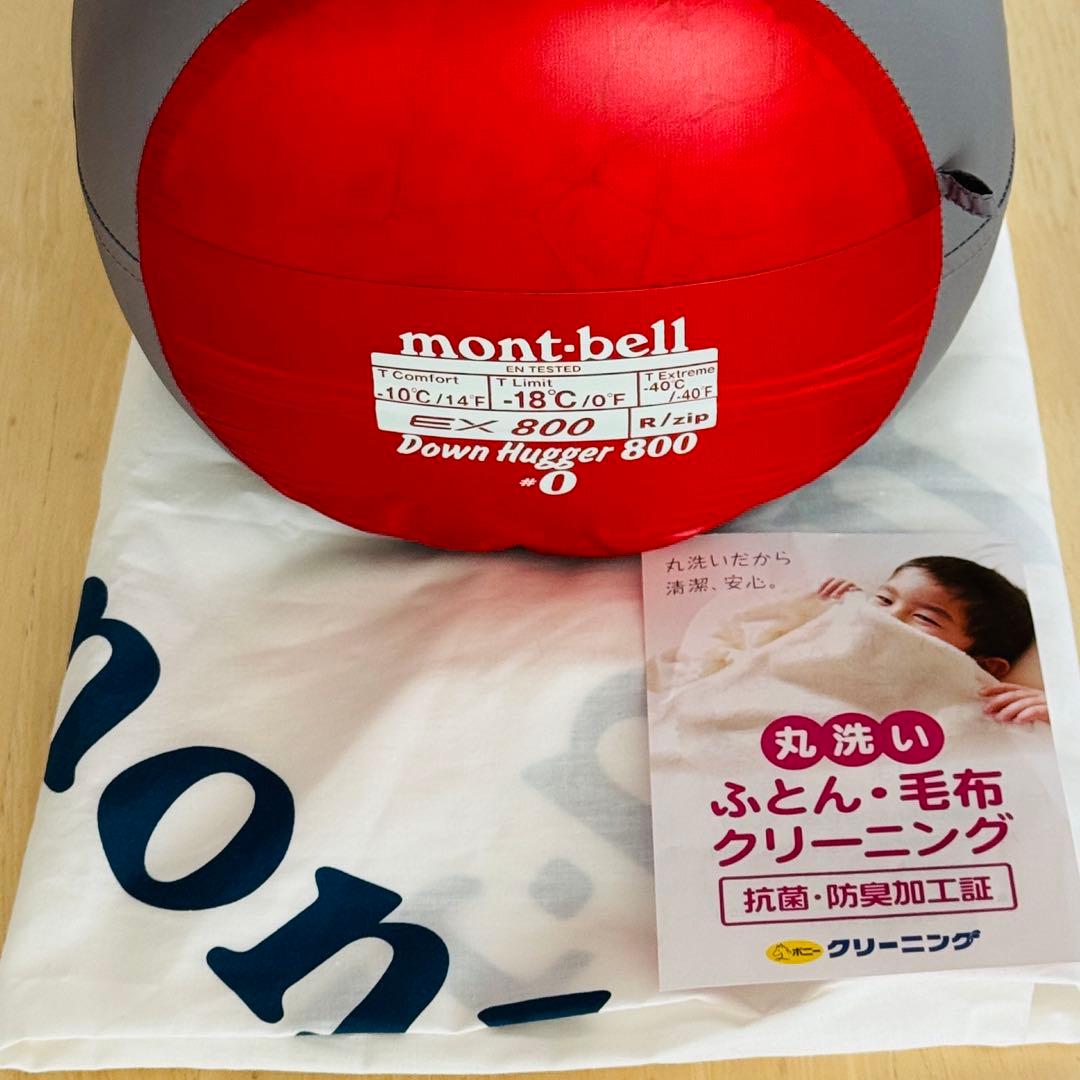 mont-bell
EN TESTED
T Comfort
-10℃/14°F
T Limit
-18℃/0°F
T Extreme
-40℃
/-40°F
EX 800
R/zip
Down Hugger 800
#0
丸洗いだから
清潔、安心。
丸洗い
ふとん・毛布
クリーニング
抗菌・防臭加工証
ポニー クリーニング
mon-